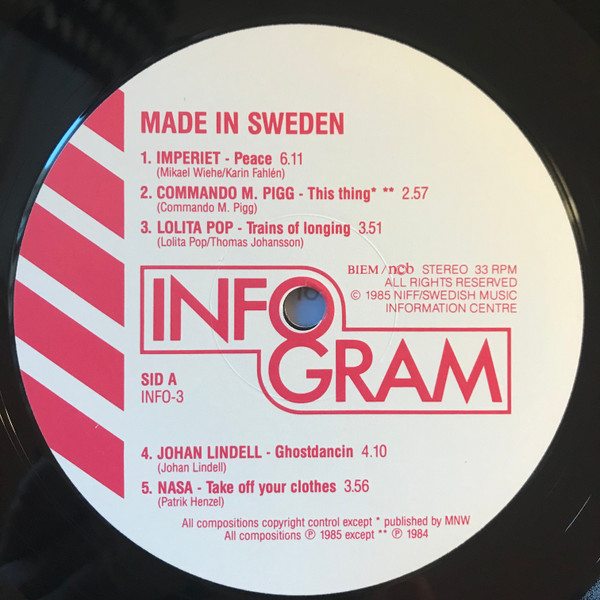 MADE IN SWEDEN
1. IMPERIET - Peace 6.11
(Mikael Wiehe/Karin Fahlén)
2. COMMANDO M. PIGG - This thing* ** 2.57
(Commando M. Pigg)
3. LOLITA POP - Trains of longing 3.51
(Lolita Pop/Thomas Johansson)
BIEM/ncb STEREO 33 RPM
ALL RIGHTS RESERVED
© 1985 NIFF/SWEDISH MUSIC
INFORMATION CENTRE
INFO
GRAM
SID A
INFO-3
4. JOHAN LINDELL - Ghostdancin 4.10
(Johan Lindell)
5. NASA - Take off your clothes 3.56
(Patrik Henzel)
All compositions copyright control except * published by MNW
All compositions ℗ 1985 except ** ℗ 1984